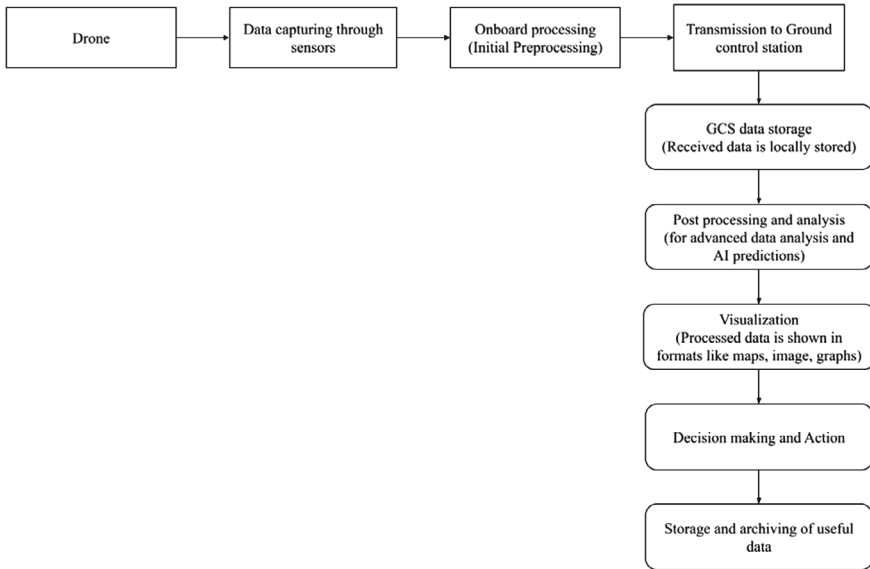 Drone
Data capturing through
sensors
Onboard processing
(Initial Preprocessing)
Transmission to Ground
control station
GCS data storage
(Received data is locally stored)
Post processing and analysis
(for advanced data analysis and
AI predictions)
Visualization
(Processed data is shown in
formats like maps, image, graphs)
Decision making and Action
Storage and archiving of useful
data